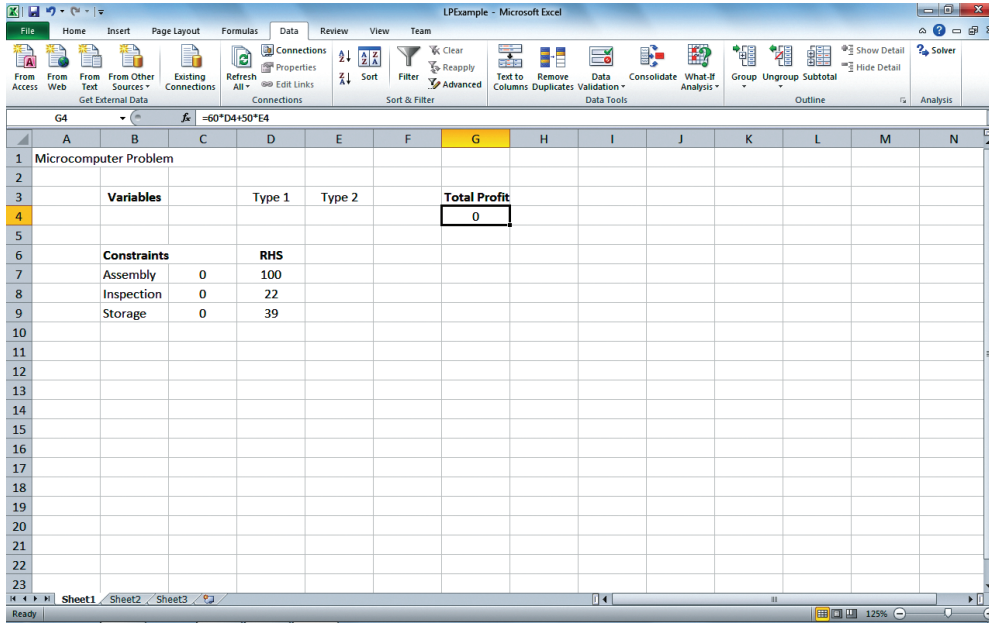 LPExample - Microsoft Excel
File Home Insert Page Layout Formulas Data Review View Team
From Access
From Web
From Text
From Other Sources
Existing Connections
Get External Data
Refresh All
Connections
Properties
Edit Links
Connections
Sort
Filter
Clear
Reapply
Advanced
Sort & Filter
Text to Columns
Remove Duplicates
Data Validation
Consolidate
What-If Analysis
Data Tools
Group
Ungroup
Subtotal
Show Detail
Hide Detail
Outline
Solver
Analysis
G4 fx =60*D4+50*E4
A B C D E F G H I J K L M N
1 Microcomputer Problem
2
3 Variables Type 1 Type 2 Total Profit
4 0
5
6 Constraints RHS
7 Assembly 0 100
8 Inspection 0 22
9 Storage 0 39
10
11
12
13
14
15
16
17
18
19
20
21
22
23
Sheet1 Sheet2 Sheet3
Ready 125%